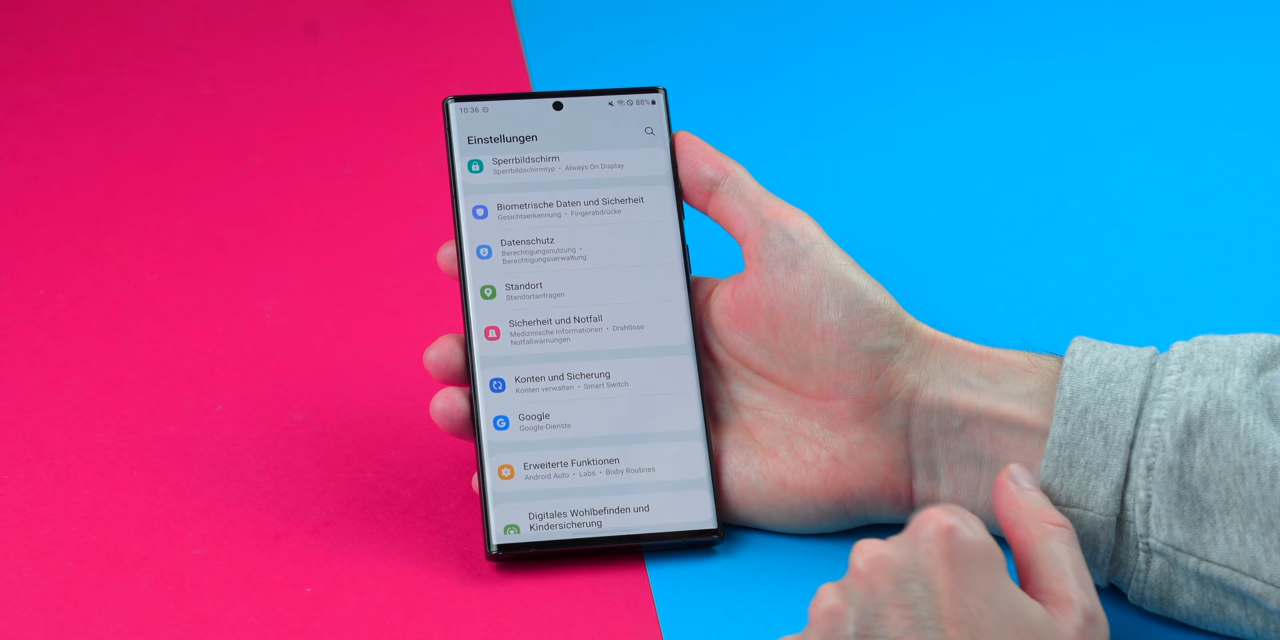 10:36
88%
Einstellungen
Sperrbildschirm
Sperrbildschirmtyp • Always On Display
Biometrische Daten und Sicherheit
Gesichtserkennung • Fingerabdrücke
Datenschutz
Berechtigungsnutzung •
Berechtigungsverwaltung
Standort
Standortanfragen
Sicherheit und Notfall
Medizinische Informationen • Drahtlose
Notfallwarnungen
Konten und Sicherung
Konten verwalten • Smart Switch
Google
Google-Dienste
Erweiterte Funktionen
Android Auto • Labs • Bixby Routines
Digitales Wohlbefinden und
Kindersicherung